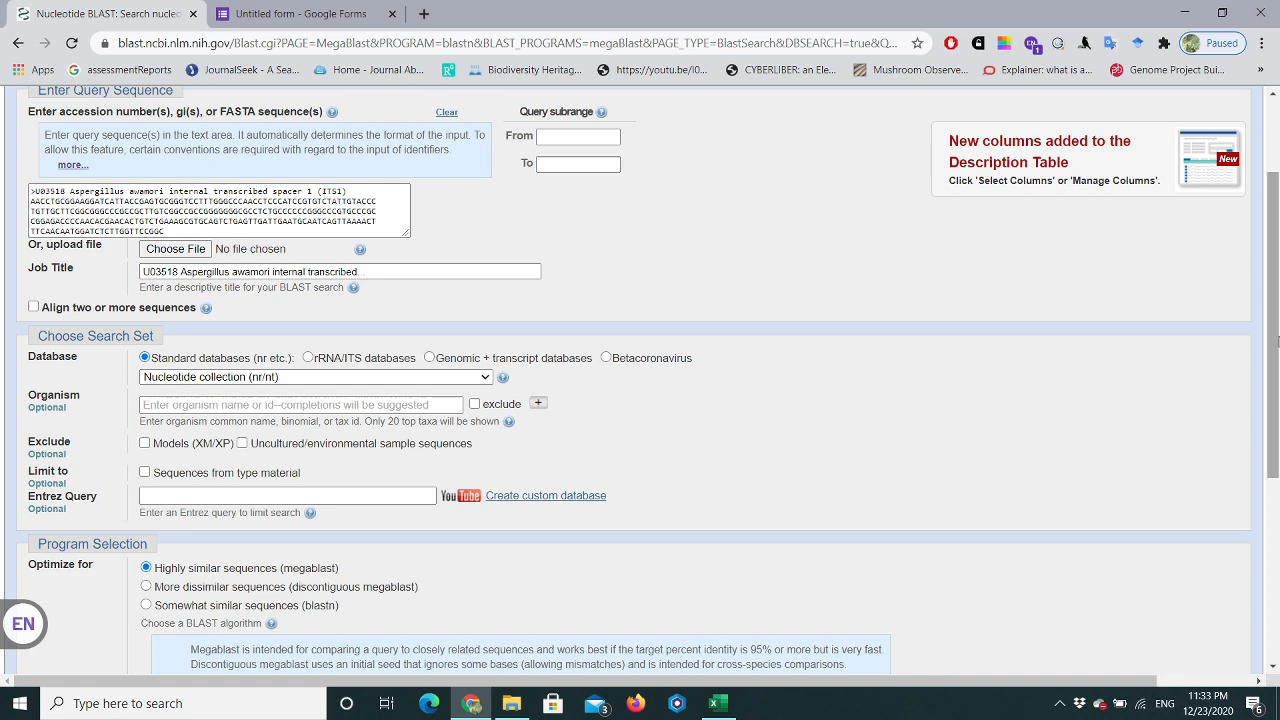 Nucleotide BLAST: Search nucleo
Untitled form - Google Forms
blast.ncbi.nlm.nih.gov/Blast.cgi?PAGE=MegaBlast&PROGRAM=blastn&BLAST_PROGRAMS=megaBlast&PAGE_TYPE=BlastSearch&DBSEARCH=true&Q...
EN
1
Paused
Apps
assessmentReports
JournalSeek - A Sea...
Home - Journal Ab...
Biodiversity Heritag...
https://youtu.be/I0...
CYBERLIBER: an Ele...
Mushroom Observe...
Explainer: what is a...
Genome Project Bui...
»
Enter Query Sequence
Enter accession number(s), gi(s), or FASTA sequence(s)
Clear
Query subrange
Enter query sequence(s) in the text area. It automatically determines the format of the input. To
allow this feature, certain conventions are required with regard to the input of identifiers.
more...
From
To
New columns added to the
Description Table
Click 'Select Columns' or 'Manage Columns'.
New
>U03518 Aspergillus awamori internal transcribed spacer 1 (ITS1)
AACCTGCGGAAGGATCATTACCGAGTGCGGGTCCTTTGGGCCCAACCTCCCATCCGTGTCTATTGTACCC
TGTTGCTTCGGCGGGCCCGCCGCTTGTCGGCCGCCGGGGGGGCGCCTCTGCCCCCCGGGCCCGTGCCCGC
CGGAGACCCCAACACGAACACTGTCTGAAAGCGTGCAGTCTGAGTTGATTGAATGCAATCAGTTAAAACT
TTCAACAATGGATCTCTTGGTTCCGGC
Or, upload file
Choose File
No file chosen
Job Title
U03518 Aspergillus awamori internal transcribed...
Enter a descriptive title for your BLAST search
Align two or more sequences
Choose Search Set
Database
Standard databases (nr etc.):
rRNA/ITS databases
Genomic + transcript databases
Betacoronavirus
Nucleotide collection (nr/nt)
Organism
Optional
Enter organism name or id--completions will be suggested
exclude
+
Enter organism common name, binomial, or tax id. Only 20 top taxa will be shown
Exclude
Optional
Models (XM/XP)
Uncultured/environmental sample sequences
Limit to
Optional
Sequences from type material
Entrez Query
Optional
YouTube
Create custom database
Enter an Entrez query to limit search
Program Selection
Optimize for
Highly similar sequences (megablast)
More dissimilar sequences (discontiguous megablast)
Somewhat similar sequences (blastn)
Choose a BLAST algorithm
EN
Megablast is intended for comparing a query to closely related sequences and works best if the target percent identity is 95% or more but is very fast.
Discontiguous megablast uses an initial seed that ignores some bases (allowing mismatches) and is intended for cross-species comparisons.
Type here to search
3
ENG
11:33 PM
12/23/2020
6